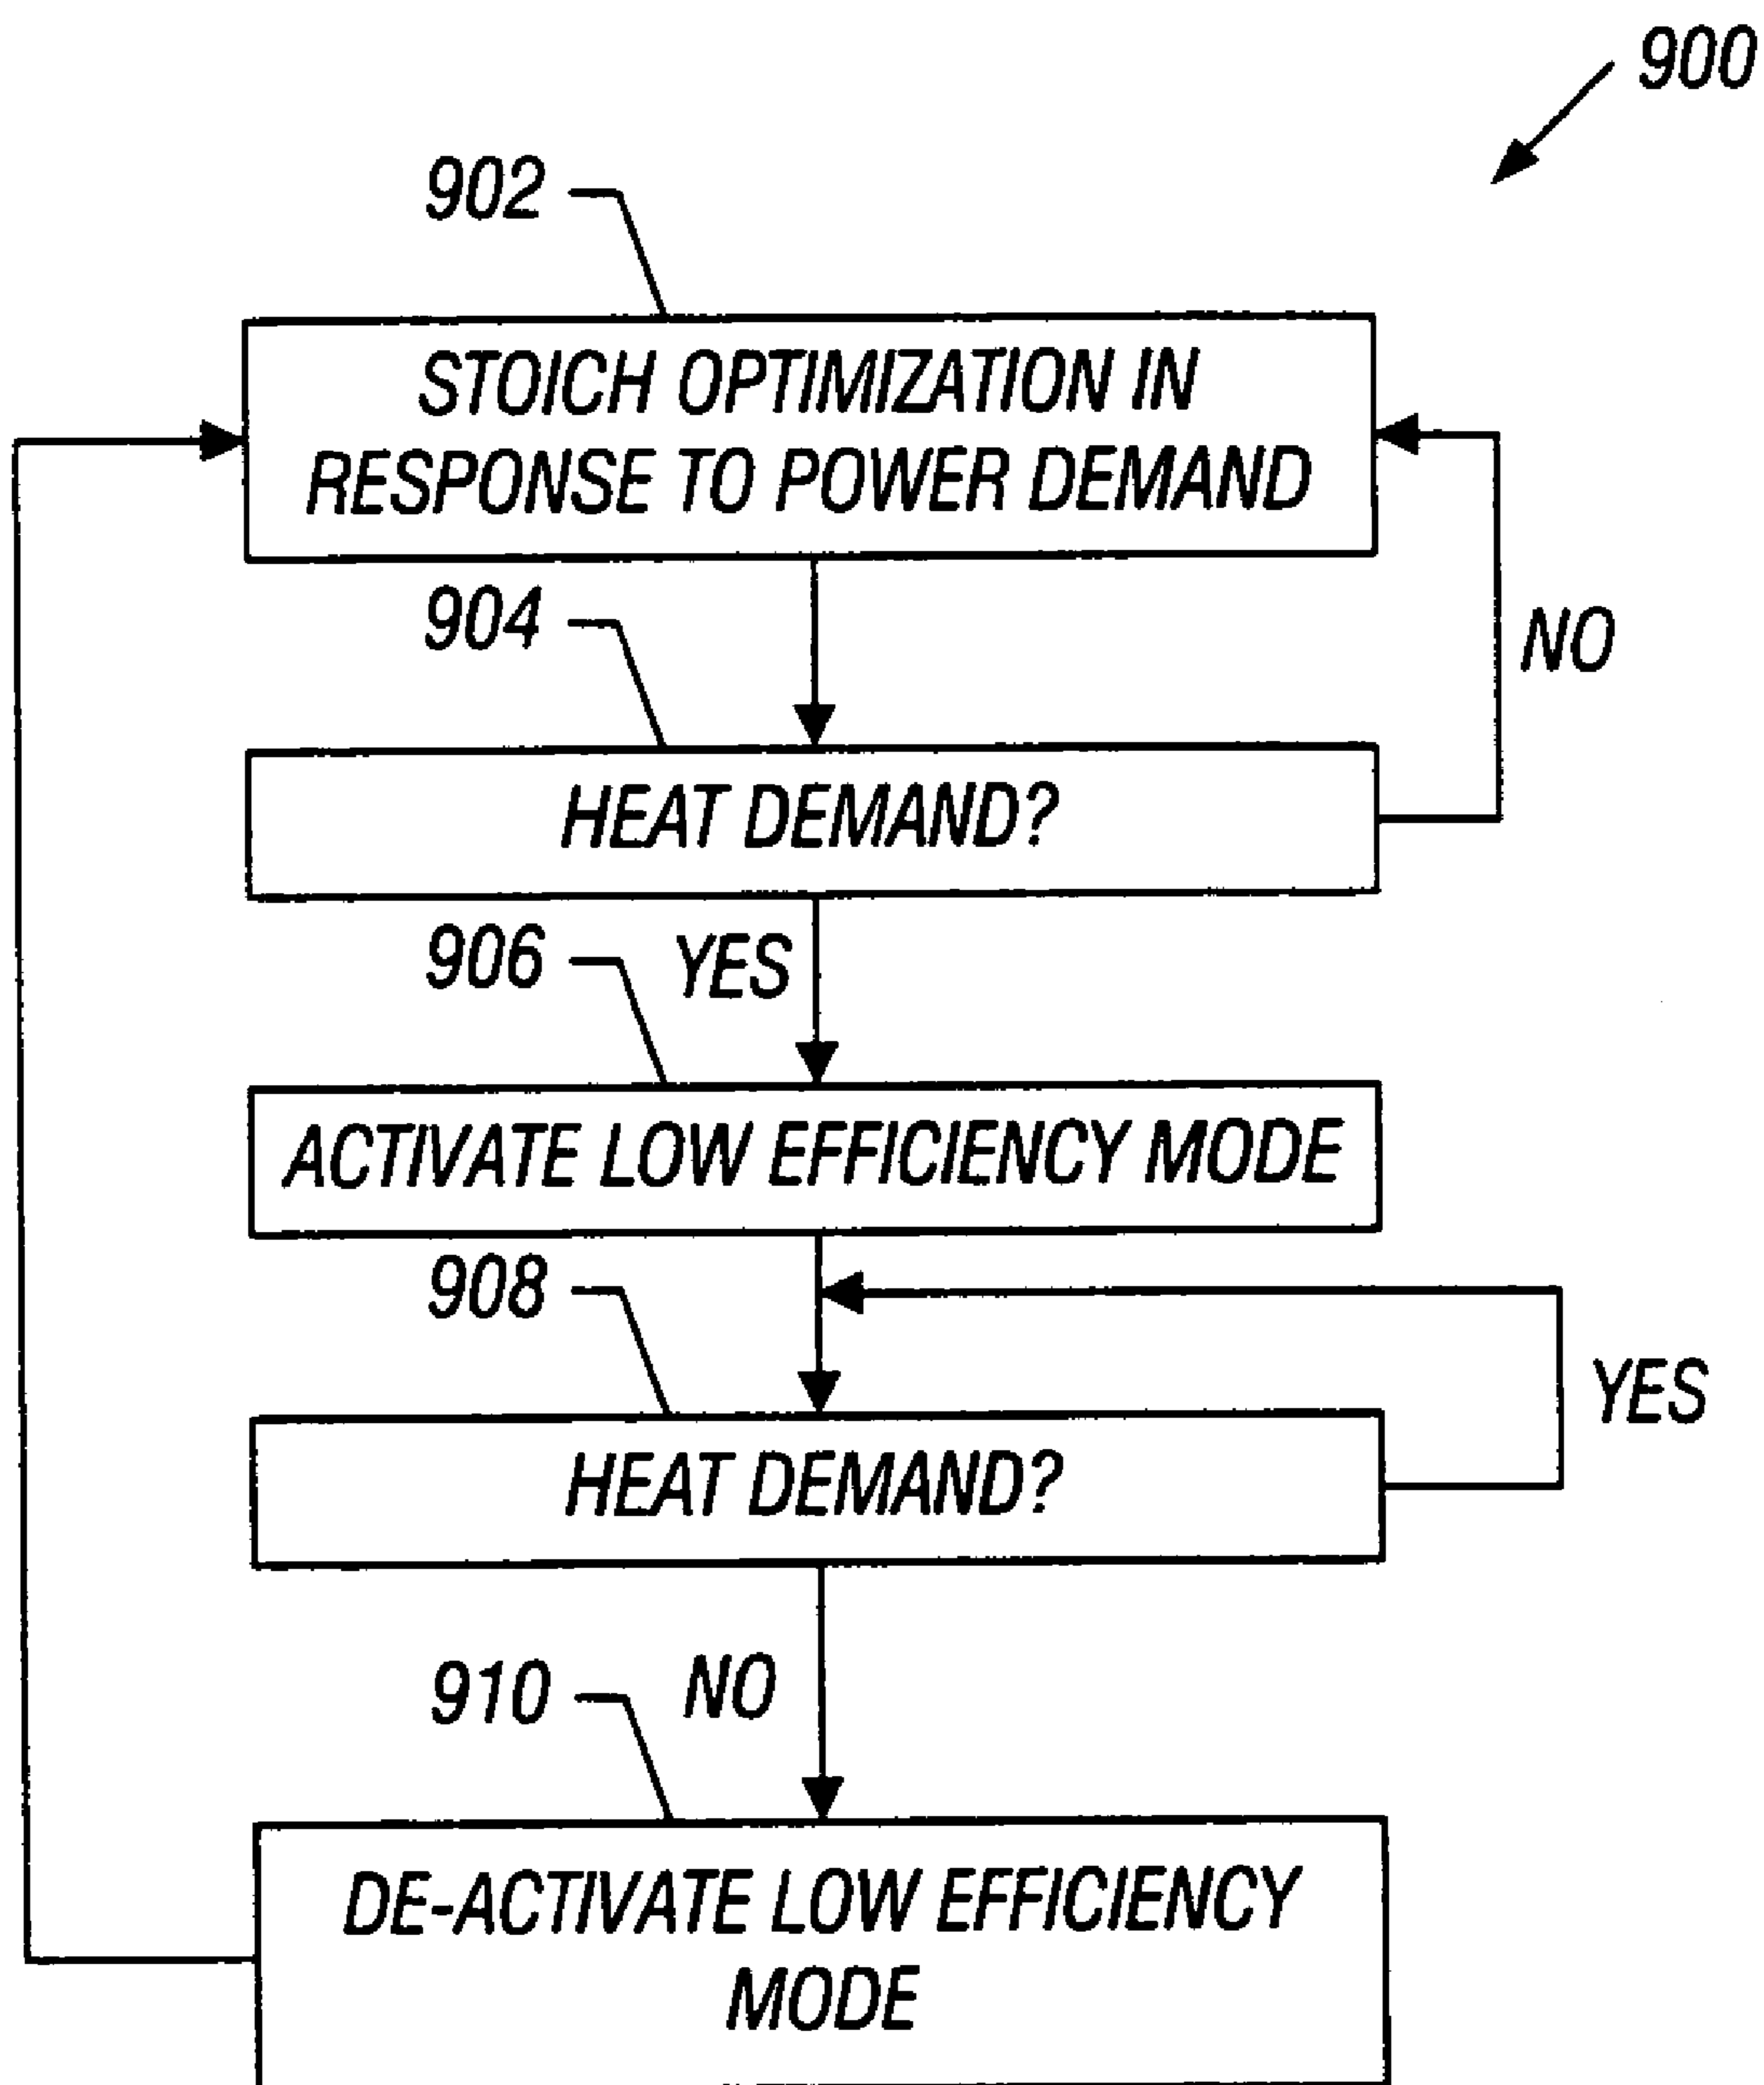 900
902
STOICH OPTIMIZATION IN
RESPONSE TO POWER DEMAND
904
NO
HEAT DEMAND?
906
YES
ACTIVATE LOW EFFICIENCY MODE
908
YES
HEAT DEMAND?
910
NO
DE-ACTIVATE LOW EFFICIENCY
MODE